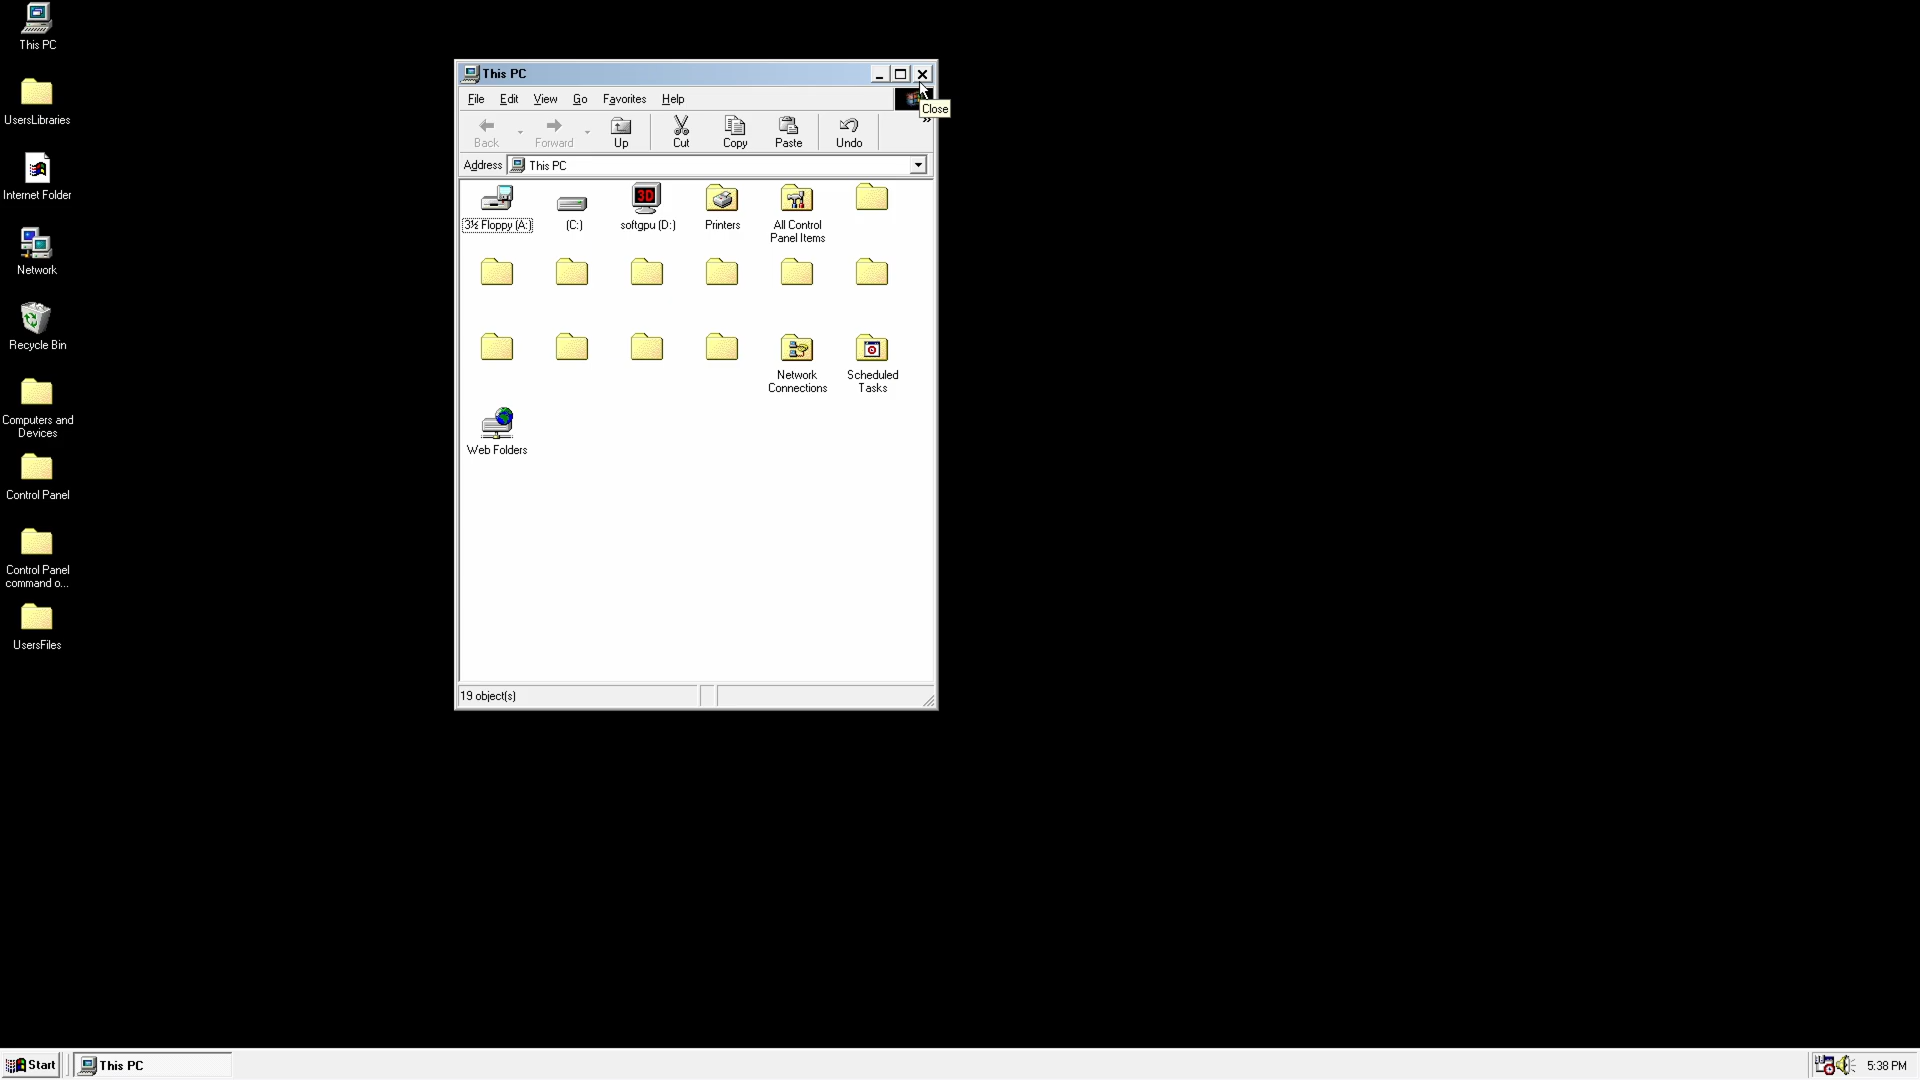 This PC
UsersLibraries
Internet Folder
Network
Recycle Bin
Computers and
Devices
Control Panel
Control Panel
command o...
UsersFiles
This PC
File Edit View Go Favorites Help
Close
Back Forward Up Cut Copy Paste Undo »
Address This PC
3½ Floppy (A:) (C:) softgpu (D:) Printers All Control
Panel Items
3D
Network
Connections
Scheduled
Tasks
Web Folders
19 object(s)
Start This PC 5:38 PM